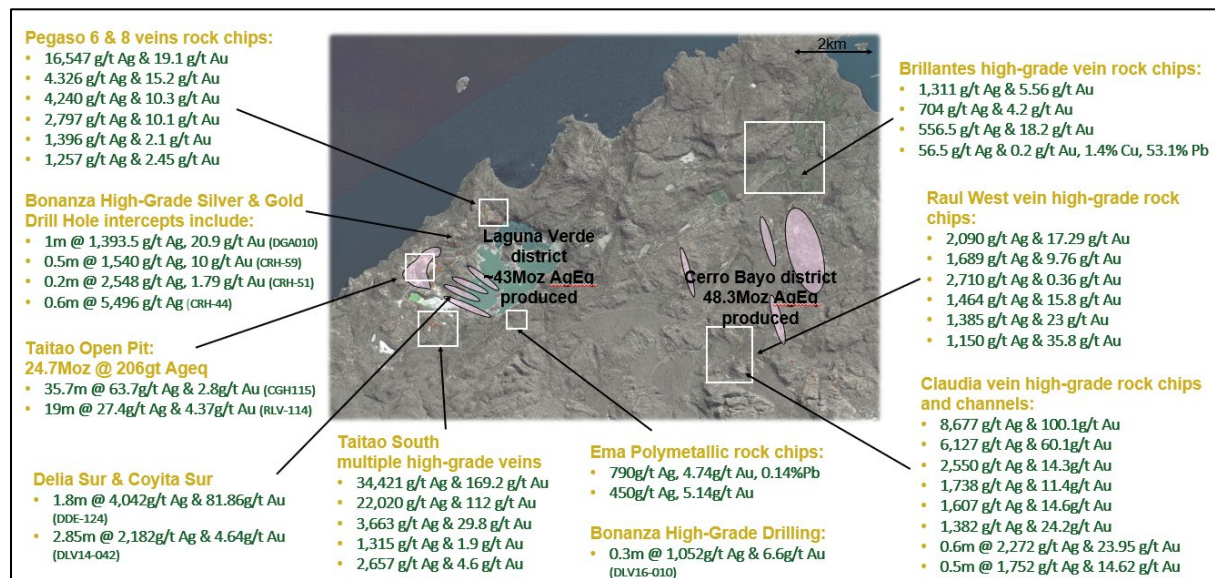 Pegaso 6 & 8 veins rock chips:
• 16,547 g/t Ag & 19.1 g/t Au
• 4.326 g/t Ag & 15.2 g/t Au
• 4,240 g/t Ag & 10.3 g/t Au
• 2,797 g/t Ag & 10.1 g/t Au
• 1,396 g/t Ag & 2.1 g/t Au
• 1,257 g/t Ag & 2.45 g/t Au
Bonanza High-Grade Silver & Gold
Drill Hole intercepts include:
• 1m @ 1,393.5 g/t Ag, 20.9 g/t Au (DGA010)
• 0.5m @ 1,540 g/t Ag, 10 g/t Au (CRH-59)
• 0.2m @ 2,548 g/t Ag, 1.79 g/t Au (CRH-51)
• 0.6m @ 5,496 g/t Ag (CRH-44)
Taitao Open Pit:
24.7Moz @ 206gt Ageq
• 35.7m @ 63.7g/t Ag & 2.8g/t Au (CGH115)
• 19m @ 27.4g/t Ag & 4.37g/t Au (RLV-114)
Delia Sur & Coyita Sur
• 1.8m @ 4,042g/t Ag & 81.86g/t Au
(DDE-124)
• 2.85m @ 2,182g/t Ag & 4.64g/t Au
(DLV14-042)
2km
Laguna Verde
district
~43Moz AgEq
produced
Cerro Bayo district
48.3Moz AgEq
produced
Taitao South
multiple high-grade veins
• 34,421 g/t Ag & 169.2 g/t Au
• 22,020 g/t Ag & 112 g/t Au
• 3,663 g/t Ag & 29.8 g/t Au
• 1,315 g/t Ag & 1.9 g/t Au
• 2,657 g/t Ag & 4.6 g/t Au
Ema Polymetallic rock chips:
• 790g/t Ag, 4.74g/t Au, 0.14%Pb
• 450g/t Ag, 5.14g/t Au
Bonanza High-Grade Drilling:
• 0.3m @ 1,052g/t Ag & 6.6g/t Au
(DLV16-010)
Brillantes high-grade vein rock chips:
• 1,311 g/t Ag & 5.56 g/t Au
• 704 g/t Ag & 4.2 g/t Au
• 556.5 g/t Ag & 18.2 g/t Au
• 56.5 g/t Ag & 0.2 g/t Au, 1.4% Cu, 53.1% Pb
Raul West vein high-grade rock
chips:
• 2,090 g/t Ag & 17.29 g/t Au
• 1,689 g/t Ag & 9.76 g/t Au
• 2,710 g/t Ag & 0.36 g/t Au
• 1,464 g/t Ag & 15.8 g/t Au
• 1,385 g/t Ag & 23 g/t Au
• 1,150 g/t Ag & 35.8 g/t Au
Claudia vein high-grade rock chips
and channels:
• 8,677 g/t Ag & 100.1g/t Au
• 6,127 g/t Ag & 60.1g/t Au
• 2,550 g/t Ag & 14.3g/t Au
• 1,738 g/t Ag & 11.4g/t Au
• 1,607 g/t Ag & 14.6g/t Au
• 1,382 g/t Ag & 24.2g/t Au
• 0.6m @ 2,272 g/t Ag & 23.95 g/t Au
• 0.5m @ 1,752 g/t Ag & 14.62 g/t Au